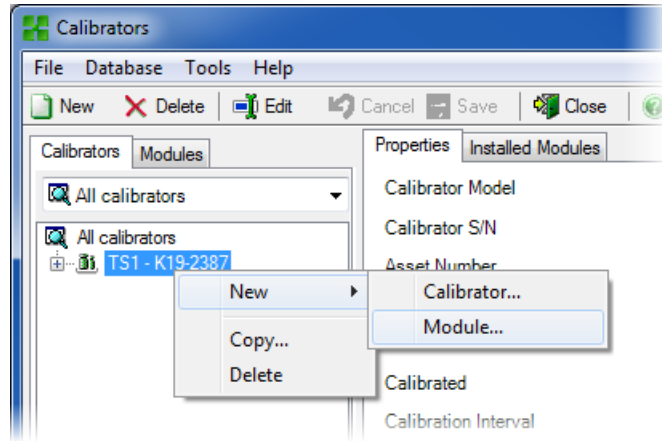 Calibrators
File Database Tools Help
New Delete Edit Cancel Save Close
Calibrators Modules
Properties Installed Modules
All calibrators
Calibrator Model
Calibrator S/N
All calibrators
TS1 - K19-2387
Asset Number
New
Calibrator...
Module...
Copy...
Delete
Calibrated
Calibration Interval